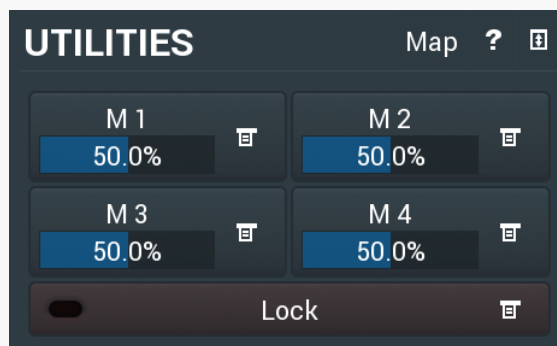 UTILITIES Map ?
M 1 M 2
50.0% 50.0%
M 3 M 4
50.0% 50.0%
Lock